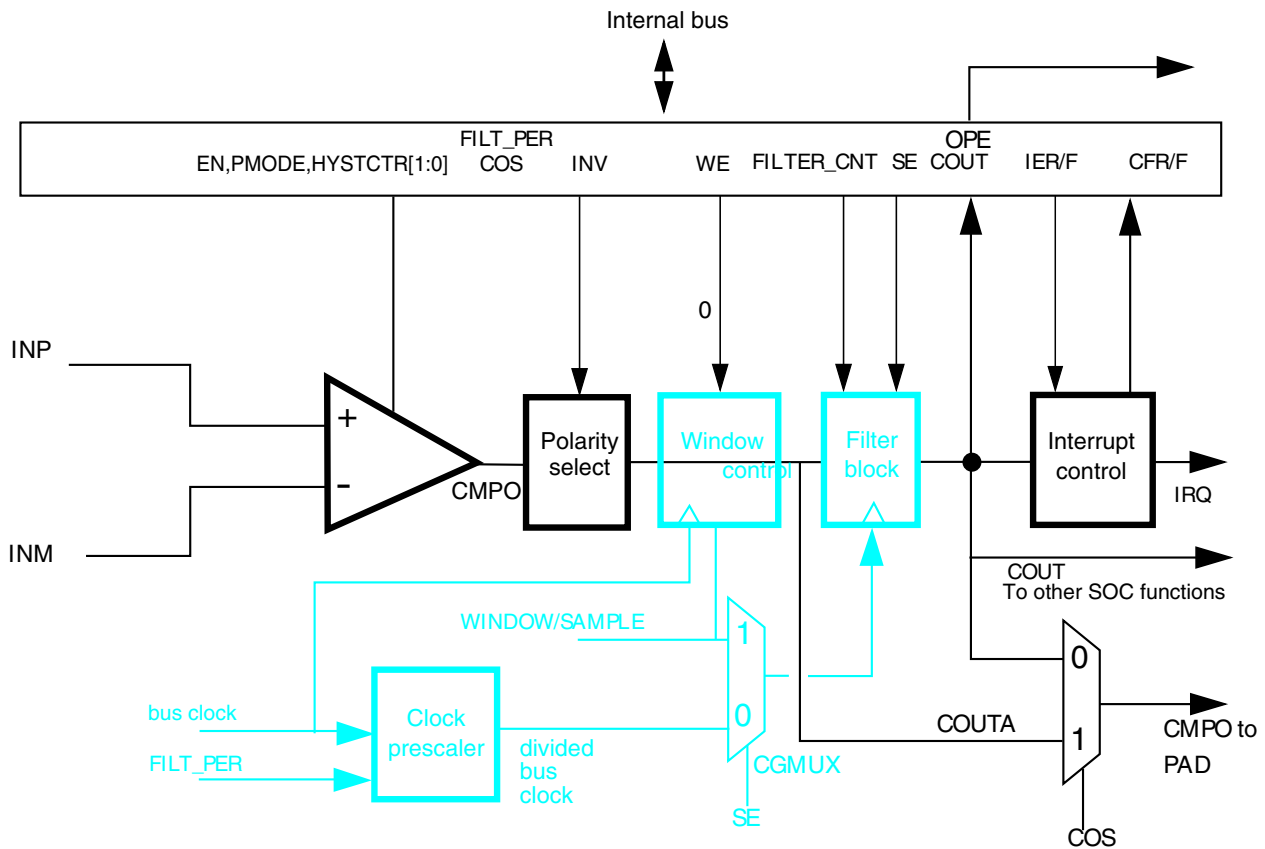 Internal bus
FILT_PER
OPE
EN,PMODE,HYSTCTR[1:0]
COS
INV
WE
FILTER_CNT
SE
COUT
IER/F
CFR/F
0
INP
+
-
INM
CMPO
Polarity
select
Window
control
Filter
block
Interrupt
control
IRQ
COUT
To other SOC functions
WINDOW/SAMPLE
1
0
bus clock
FILT_PER
Clock
prescaler
divided
bus
clock
CGMUX
SE
COUTA
0
1
CMPO to
PAD
COS